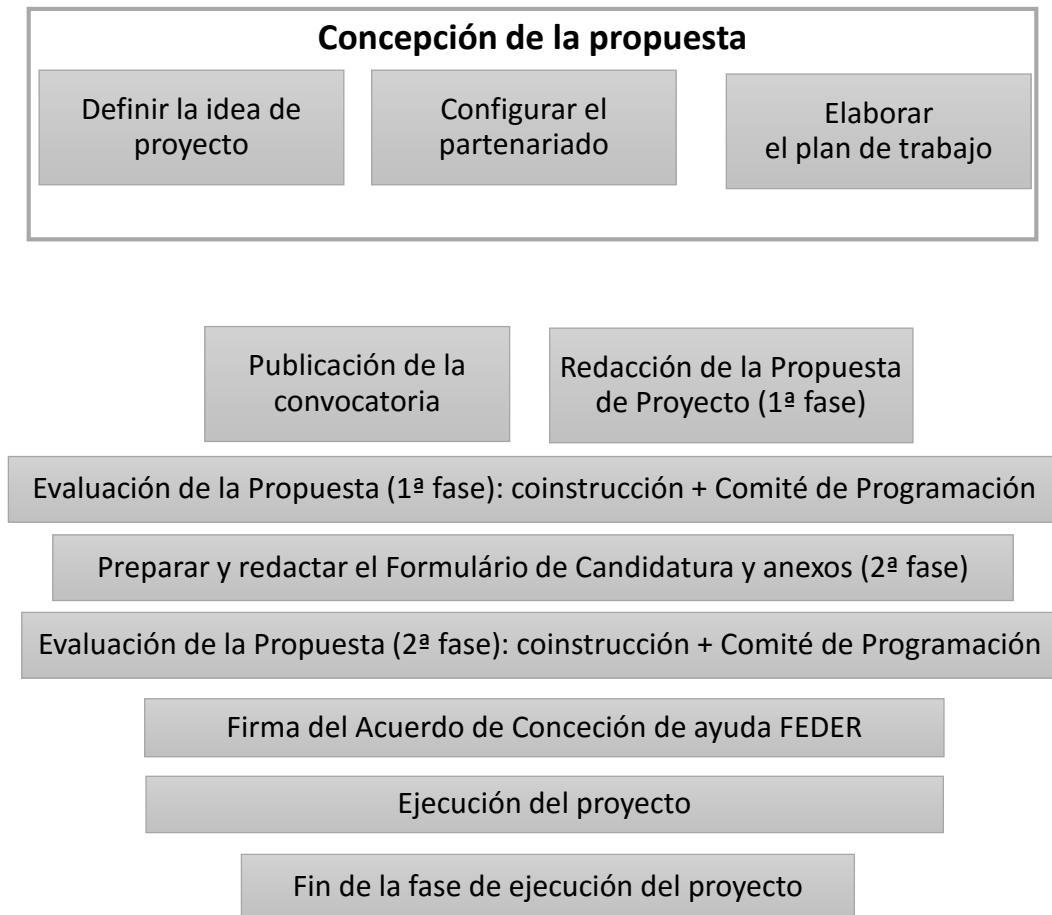 Concepción de la propuesta
Definir la idea de
proyecto
Configurar el
partenariado
Elaborar
el plan de trabajo
Publicación de la
convocatoria
Redacción de la Propuesta
de Proyecto (1ª fase)
Evaluación de la Propuesta (1ª fase): coinstrucción + Comité de Programación
Preparar y redactar el Formulário de Candidatura y anexos (2ª fase)
Evaluación de la Propuesta (2ª fase): coinstrucción + Comité de Programación
Firma del Acuerdo de Conceción de ayuda FEDER
Ejecución del proyecto
Fin de la fase de ejecución del proyecto